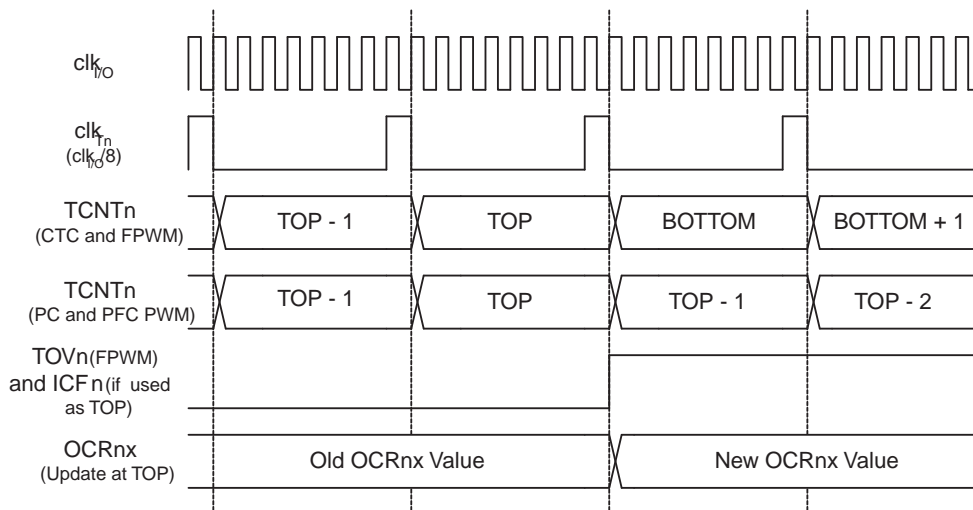 clkI/O
clkTn
(clkI/O/8)
TCNTn
(CTC and FPWM)
TOP - 1
TOP
BOTTOM
BOTTOM + 1
TCNTn
(PC and PFC PWM)
TOP - 1
TOP
TOP - 1
TOP - 2
TOVn(FPWM)
and ICFn(if used
as TOP)
OCRnx
(Update at TOP)
Old OCRnx Value
New OCRnx Value